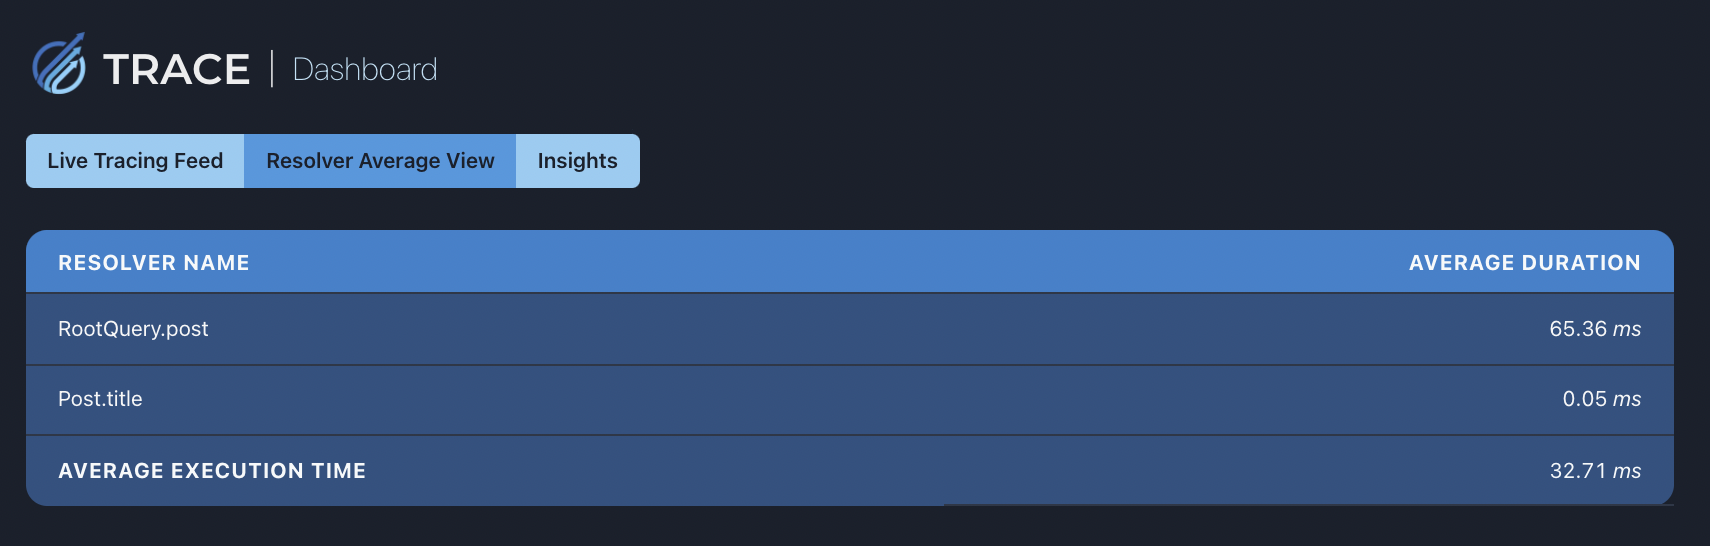 TRACE | Dashboard
Live Tracing Feed Resolver Average View Insights
RESOLVER NAME AVERAGE DURATION
RootQuery.post 65.36 ms
Post.title 0.05 ms
AVERAGE EXECUTION TIME 32.71 ms